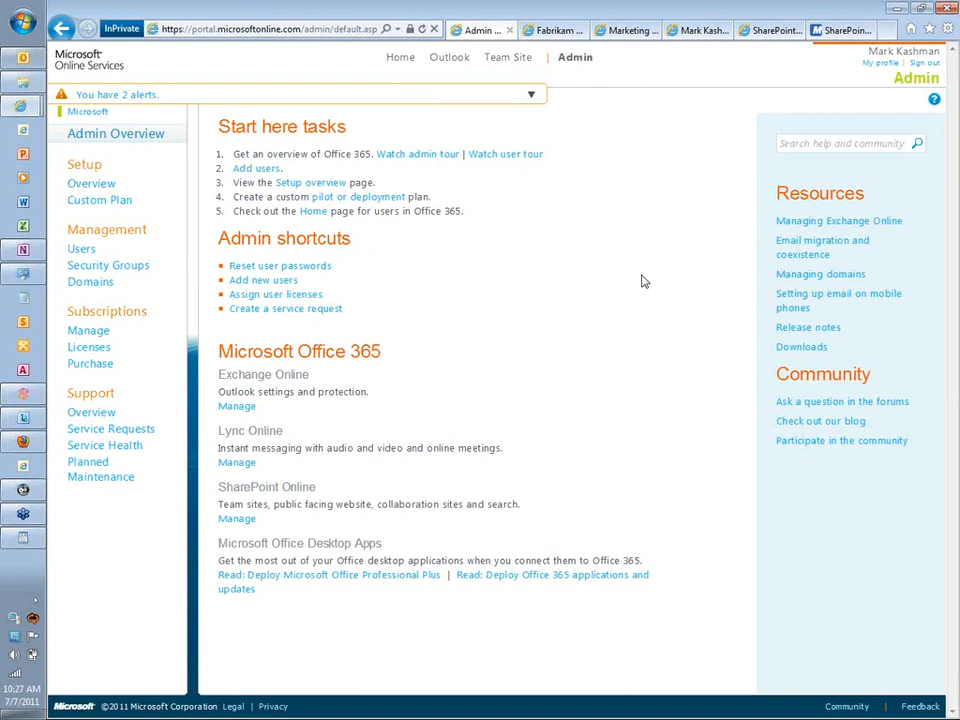 InPrivate
https://portal.microsoftonline.com/admin/default.asp
Admin ...
Fabrikam ...
Marketing ...
Mark Kash...
SharePoint...
SharePoin...
Microsoft
Online Services
Home
Outlook
Team Site
Admin
Mark Kashman
My profile | Sign out
Admin
You have 2 alerts.
Microsoft
Admin Overview
Setup
Overview
Custom Plan
Management
Users
Security Groups
Domains
Subscriptions
Manage
Licenses
Purchase
Support
Overview
Service Requests
Service Health
Planned
Maintenance
Start here tasks
1. Get an overview of Office 365. Watch admin tour | Watch user tour
2. Add users.
3. View the Setup overview page.
4. Create a custom pilot or deployment plan.
5. Check out the Home page for users in Office 365.
Admin shortcuts
Reset user passwords
Add new users
Assign user licenses
Create a service request
Microsoft Office 365
Exchange Online
Outlook settings and protection.
Manage
Lync Online
Instant messaging with audio and video and online meetings.
Manage
SharePoint Online
Team sites, public facing website, collaboration sites and search.
Manage
Microsoft Office Desktop Apps
Get the most out of your Office desktop applications when you connect them to Office 365.
Read: Deploy Microsoft Office Professional Plus | Read: Deploy Office 365 applications and
updates
Search help and community
Resources
Managing Exchange Online
Email migration and
coexistence
Managing domains
Setting up email on mobile
phones
Release notes
Downloads
Community
Ask a question in the forums
Check out our blog
Participate in the community
10:27 AM
7/7/2011
Microsoft ©2011 Microsoft Corporation Legal | Privacy
Community | Feedback